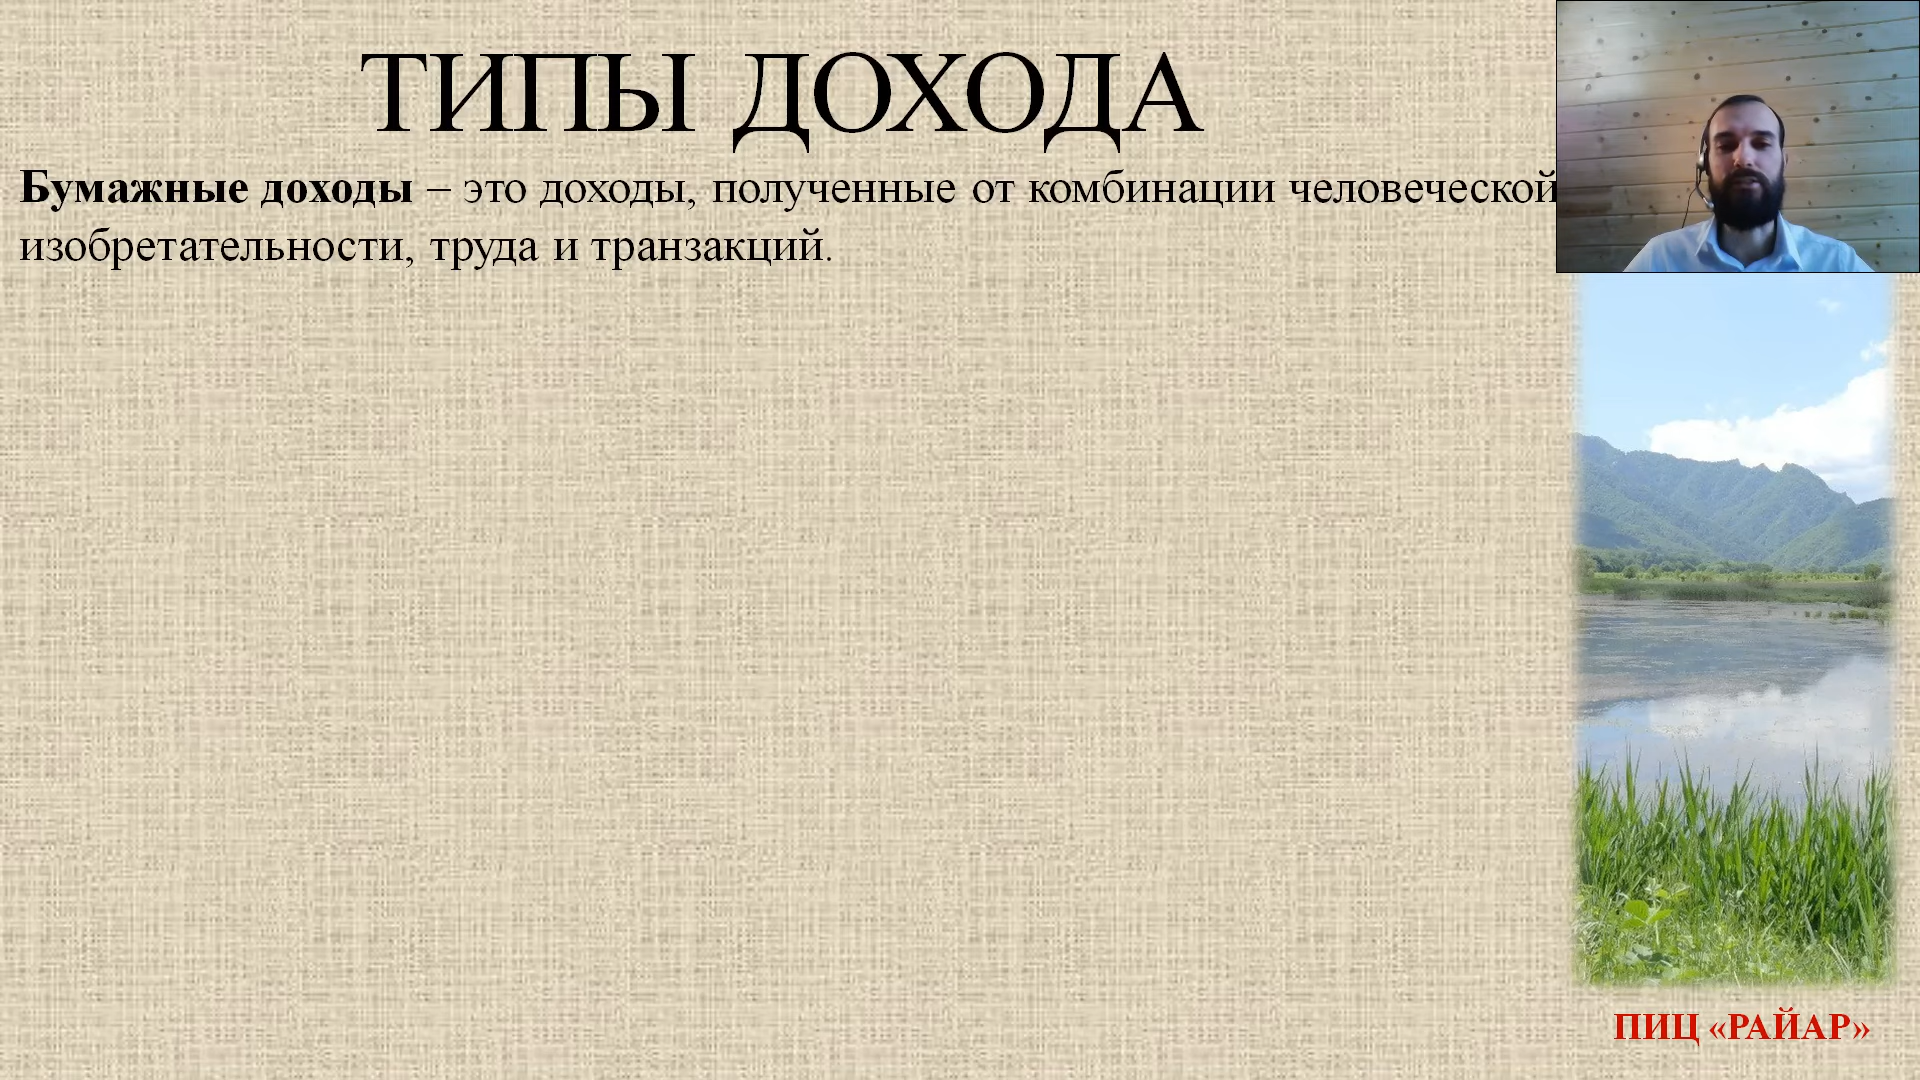 ТИПЫ ДОХОДА
Бумажные доходы – это доходы, полученные от комбинации человеческой
изобретательности, труда и транзакций.
ПИЦ «РАЙАР»